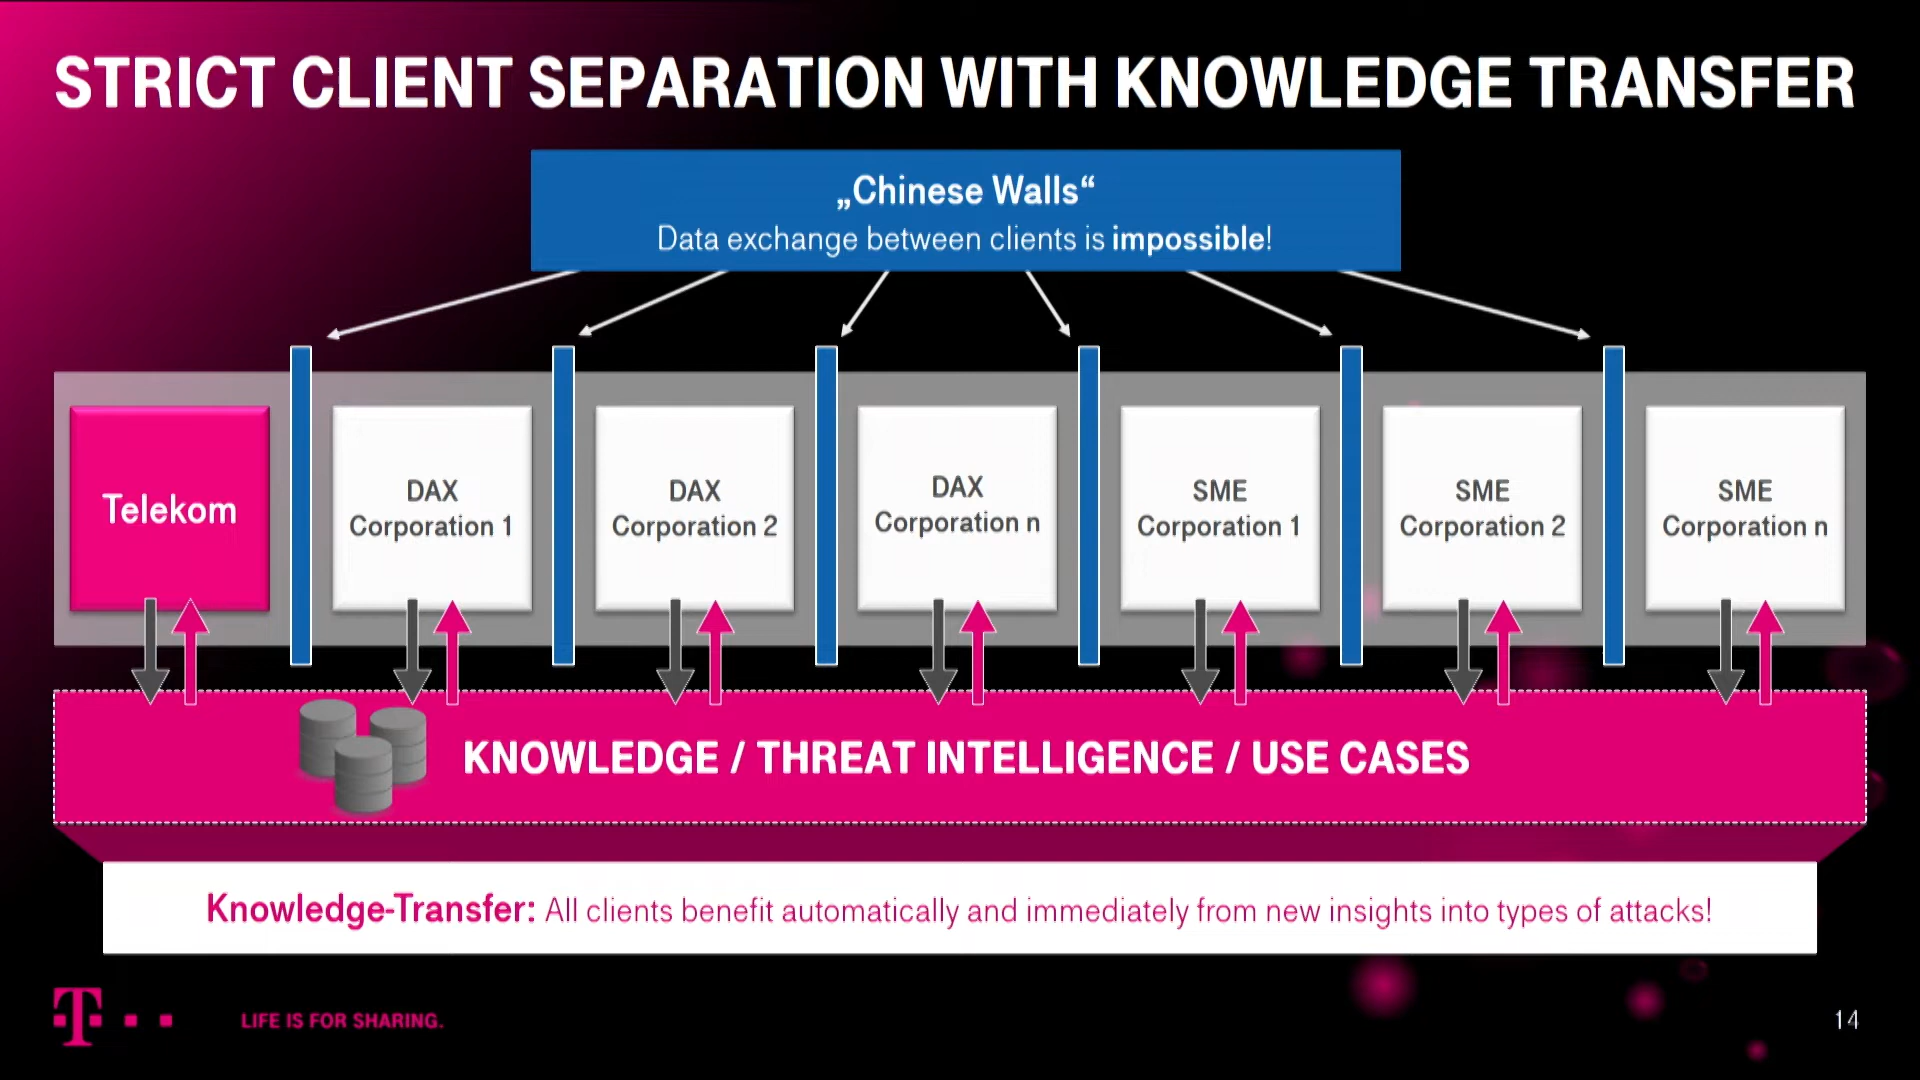 STRICT CLIENT SEPARATION WITH KNOWLEDGE TRANSFER
„Chinese Walls“
Data exchange between clients is impossible!
Telekom
DAX
Corporation 1
DAX
Corporation 2
DAX
Corporation n
SME
Corporation 1
SME
Corporation 2
SME
Corporation n
KNOWLEDGE / THREAT INTELLIGENCE / USE CASES
Knowledge-Transfer: All clients benefit automatically and immediately from new insights into types of attacks!
T
LIFE IS FOR SHARING.
14